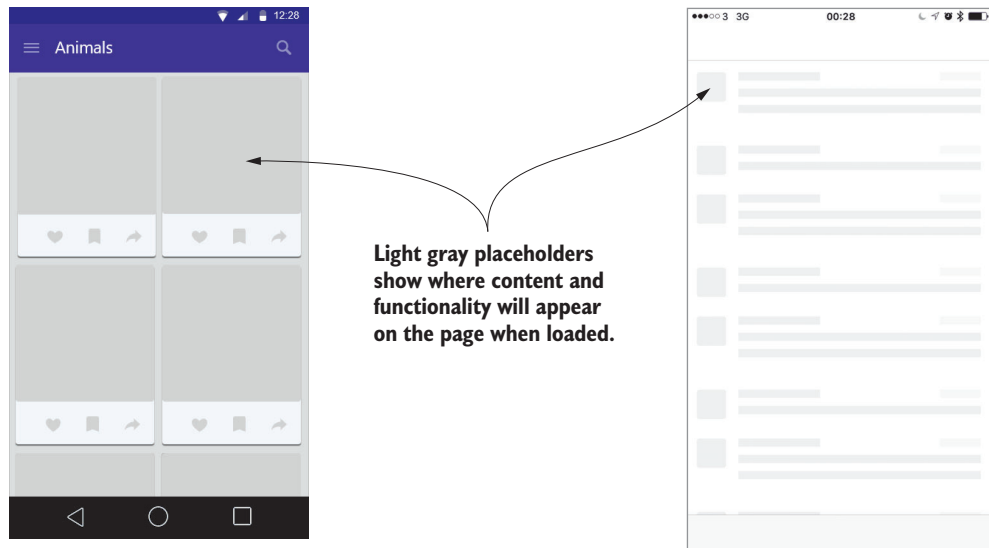 12:28
Animals
3 3G 00:28
Light gray placeholders
show where content and
functionality will appear
on the page when loaded.